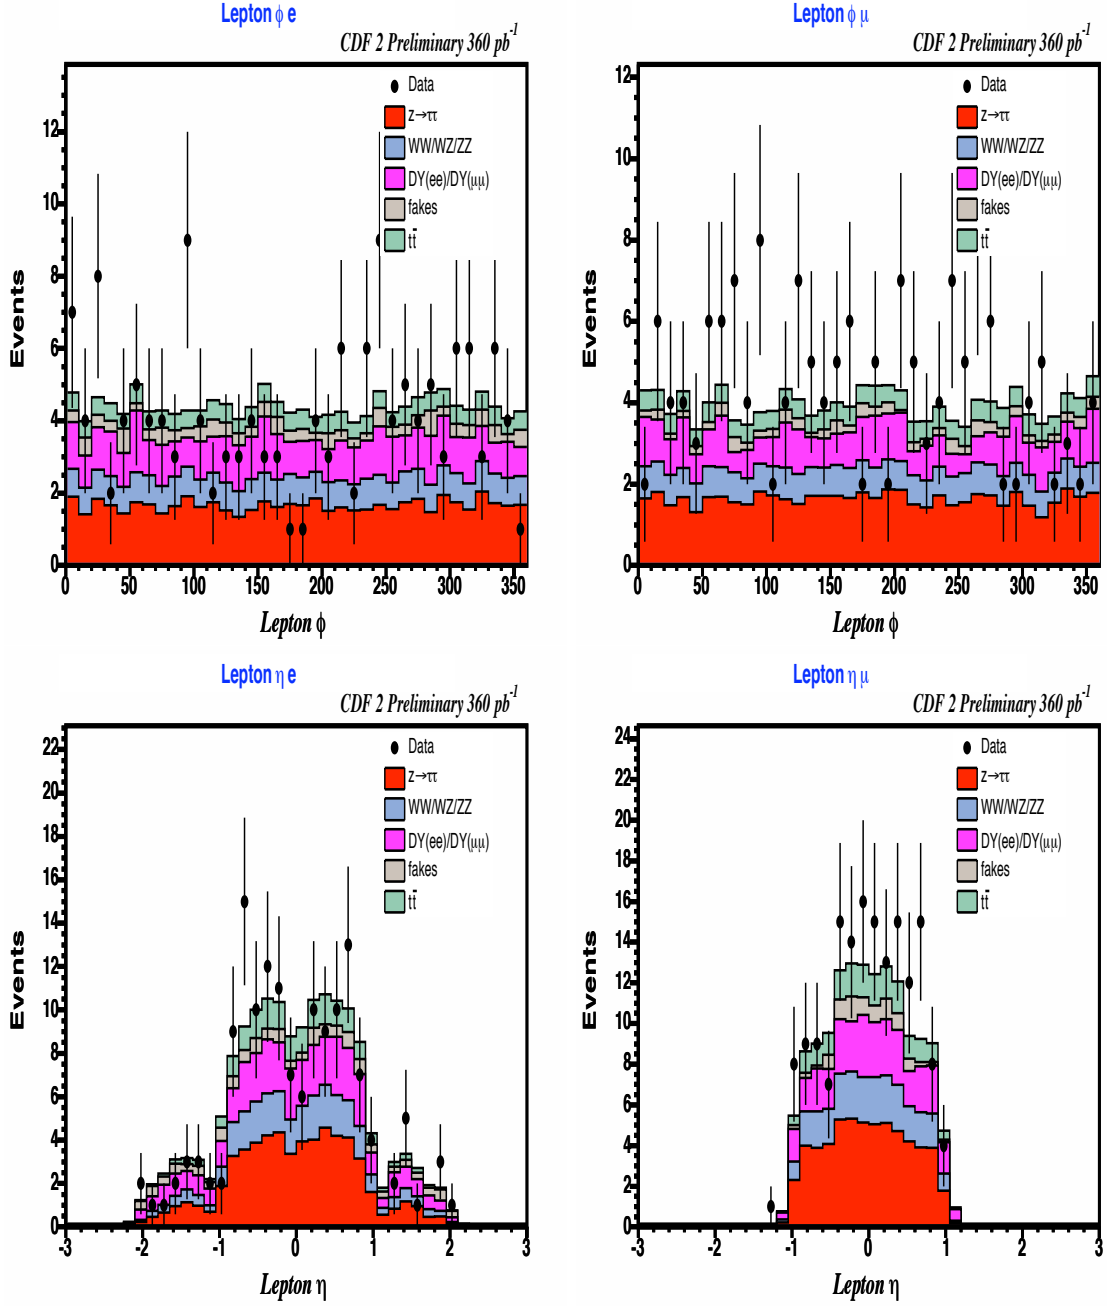 Lepton ϕ e
CDF 2 Preliminary 360 pb-1
Data
z→ττ
WW/WZ/ZZ
DY(ee)/DY(μμ)
fakes
tt̄
Events
12
10
8
6
4
2
0
0 50 100 150 200 250 300 350
Lepton ϕ
Lepton ϕ μ
CDF 2 Preliminary 360 pb-1
Data
z→ττ
WW/WZ/ZZ
DY(ee)/DY(μμ)
fakes
tt̄
Events
12
10
8
6
4
2
0
0 50 100 150 200 250 300 350
Lepton ϕ
Lepton η e
CDF 2 Preliminary 360 pb-1
Data
z→ττ
WW/WZ/ZZ
DY(ee)/DY(μμ)
fakes
tt̄
Events
22
20
18
16
14
12
10
8
6
4
2
0
-3 -2 -1 0 1 2 3
Lepton η
Lepton η μ
CDF 2 Preliminary 360 pb-1
Data
z→ττ
WW/WZ/ZZ
DY(ee)/DY(μμ)
fakes
tt̄
Events
24
22
20
18
16
14
12
10
8
6
4
2
0
-3 -2 -1 0 1 2 3
Lepton η